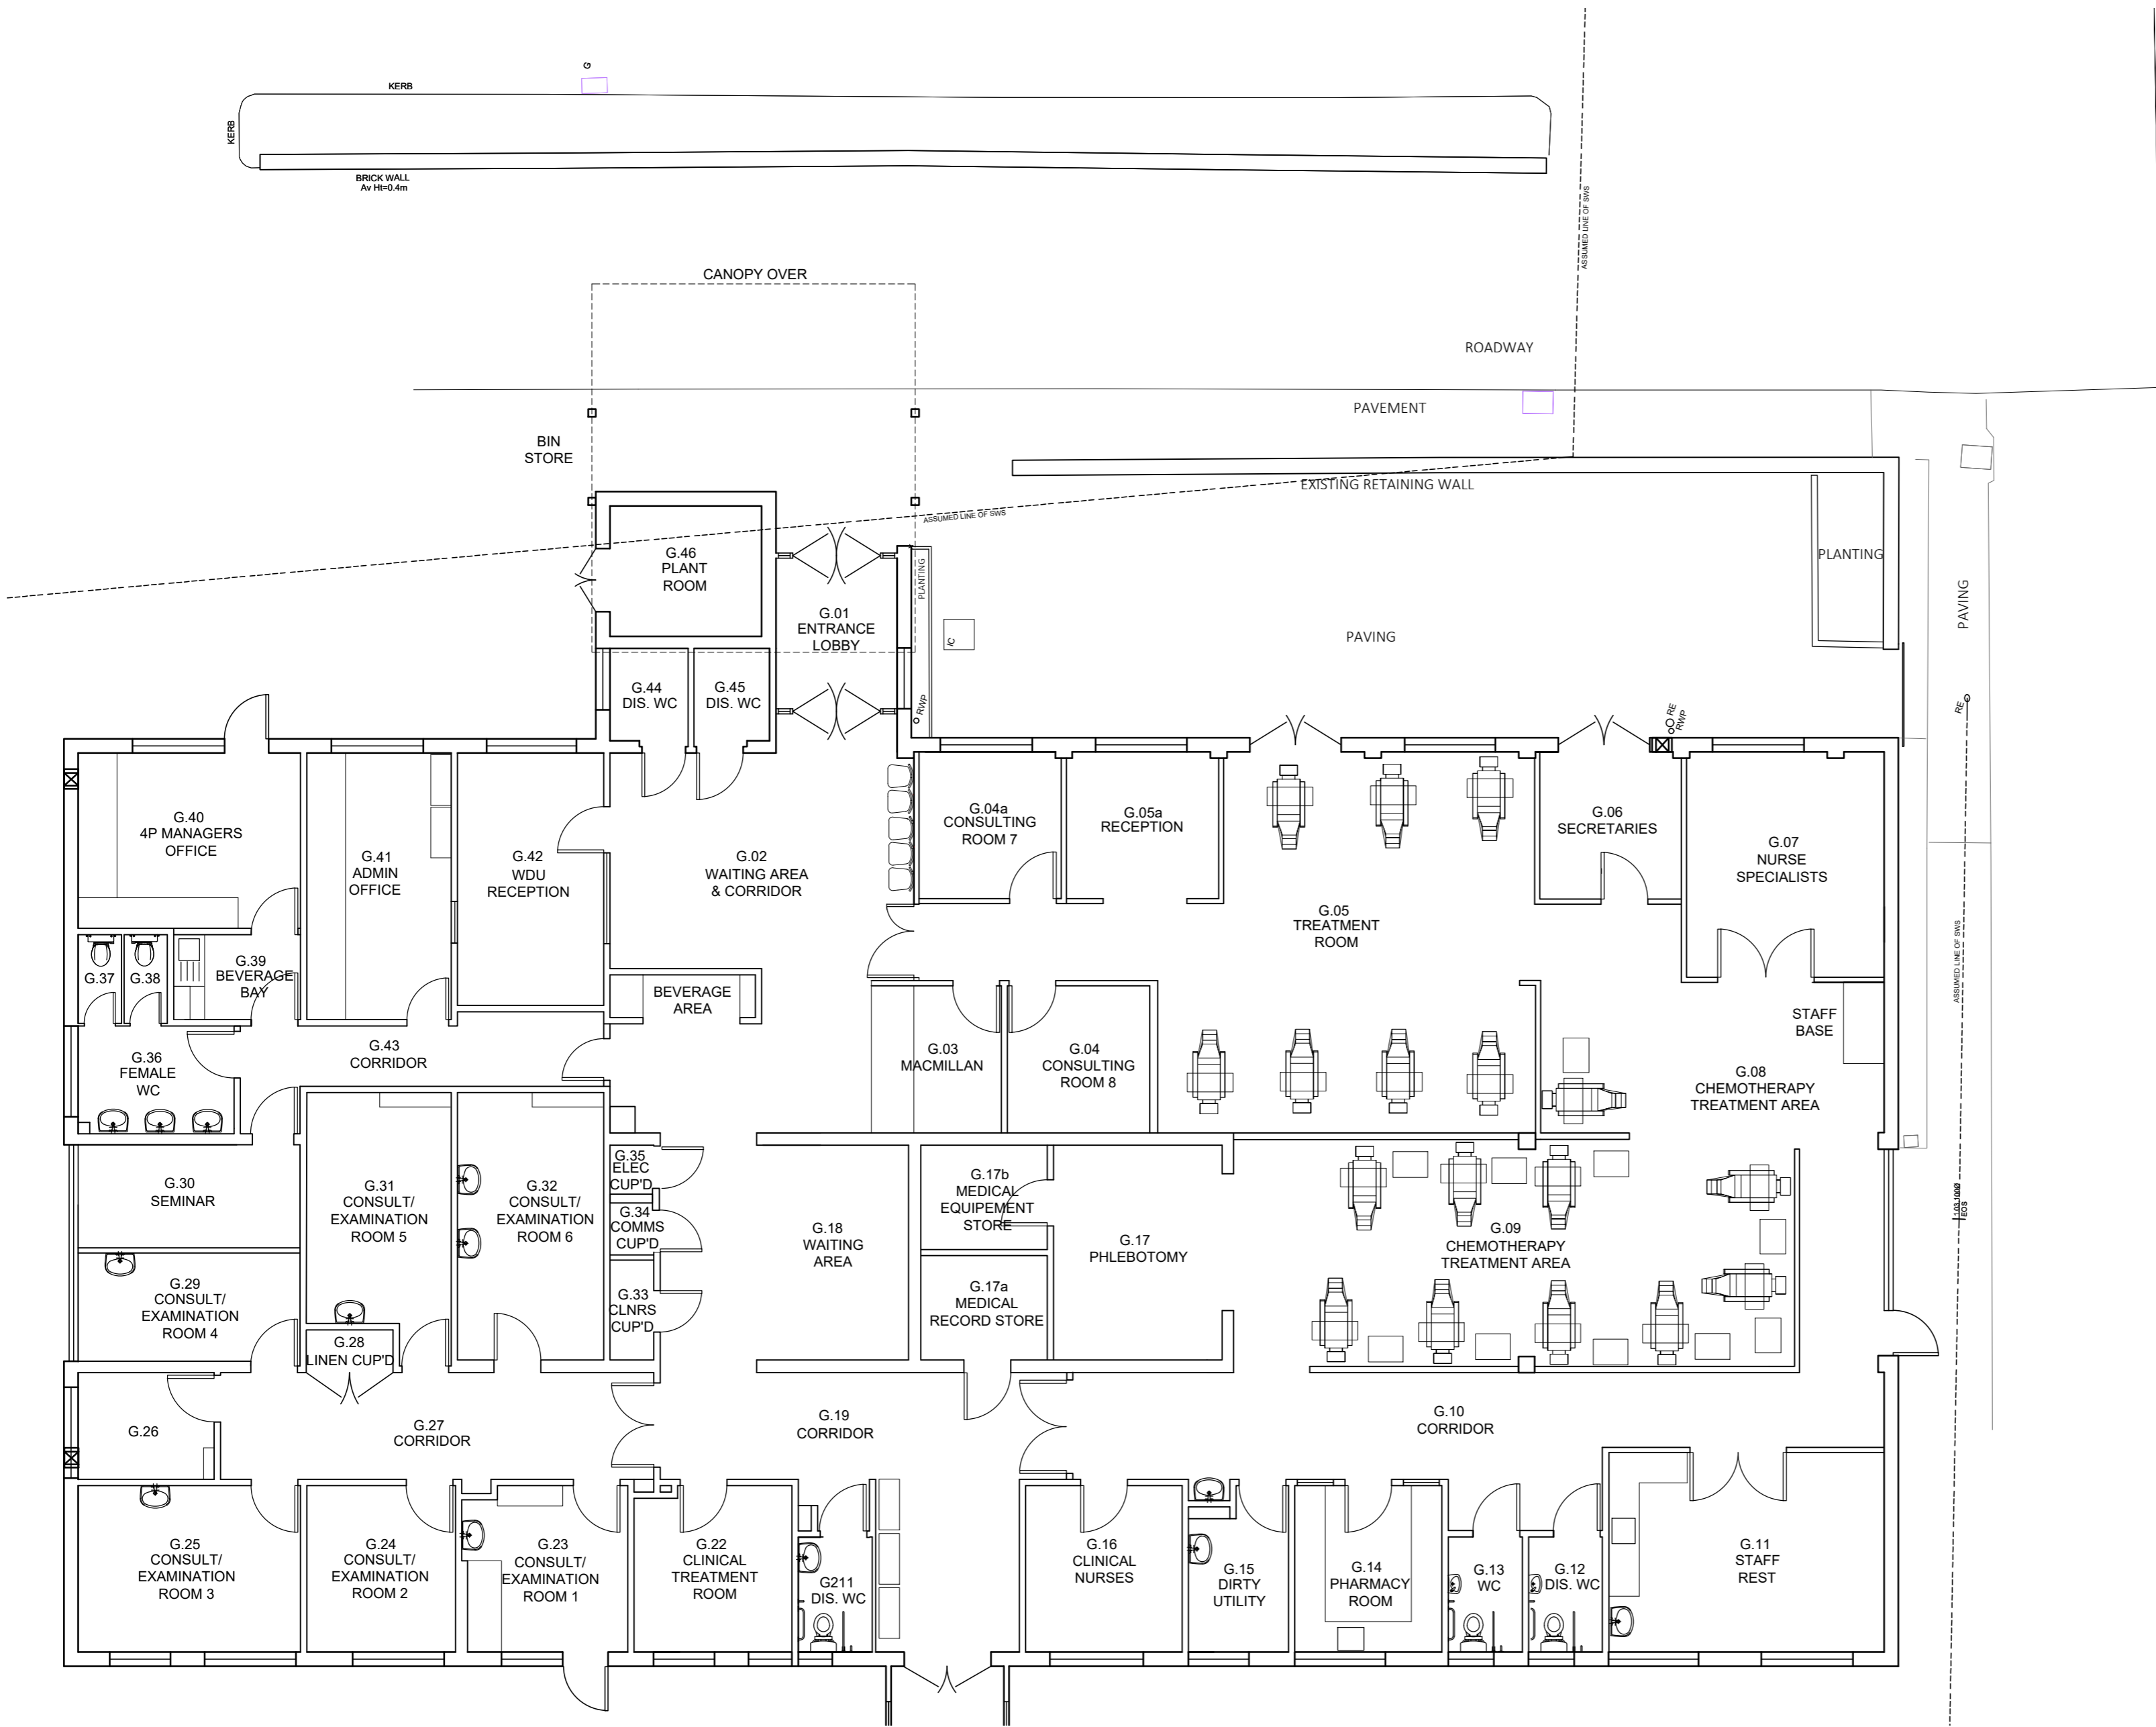 G
KERB
KERB
BRICK WALL
Av Ht=0.4m
ASSUMED LINE OF SWS
CANOPY OVER
ROADWAY
PAVEMENT
BIN
STORE
EXISTING RETAINING WALL
ASSUMED LINE OF SWS
G.46
PLANT
ROOM
PLANTING
PLANTING
PAVING
G.01
ENTRANCE
LOBBY
IC
PAVING
G.44
DIS. WC
G.45
DIS. WC
RWP
RE
RWP
RE
G.40
4P MANAGERS
OFFICE
G.41
ADMIN
OFFICE
G.42
WDU
RECEPTION
G.02
WAITING AREA
& CORRIDOR
G.04a
CONSULTING
ROOM 7
G.05a
RECEPTION
G.06
SECRETARIES
G.07
NURSE
SPECIALISTS
G.05
TREATMENT
ROOM
ASSUMED LINE OF SWS
G.37
G.38
G.39
BEVERAGE
BAY
BEVERAGE
AREA
STAFF
BASE
G.36
FEMALE
WC
G.43
CORRIDOR
G.03
MACMILLAN
G.04
CONSULTING
ROOM 8
G.08
CHEMOTHERAPY
TREATMENT AREA
G.30
SEMINAR
G.31
CONSULT/
EXAMINATION
ROOM 5
G.32
CONSULT/
EXAMINATION
ROOM 6
G.35
ELEC
CUP'D
G.34
COMMS
CUP'D
G.33
CLNRS
CUP'D
G.18
WAITING
AREA
G.17b
MEDICAL
EQUIPEMENT
STORE
G.17
PHLEBOTOMY
G.17a
MEDICAL
RECORD STORE
G.09
CHEMOTHERAPY
TREATMENT AREA
EOS
G.29
CONSULT/
EXAMINATION
ROOM 4
G.28
LINEN CUP'D
G.26
G.27
CORRIDOR
G.19
CORRIDOR
G.10
CORRIDOR
G.25
CONSULT/
EXAMINATION
ROOM 3
G.24
CONSULT/
EXAMINATION
ROOM 2
G.23
CONSULT/
EXAMINATION
ROOM 1
G.22
CLINICAL
TREATMENT
ROOM
G211
DIS. WC
G.16
CLINICAL
NURSES
G.15
DIRTY
UTILITY
G.14
PHARMACY
ROOM
G.13
WC
G.12
DIS. WC
G.11
STAFF
REST